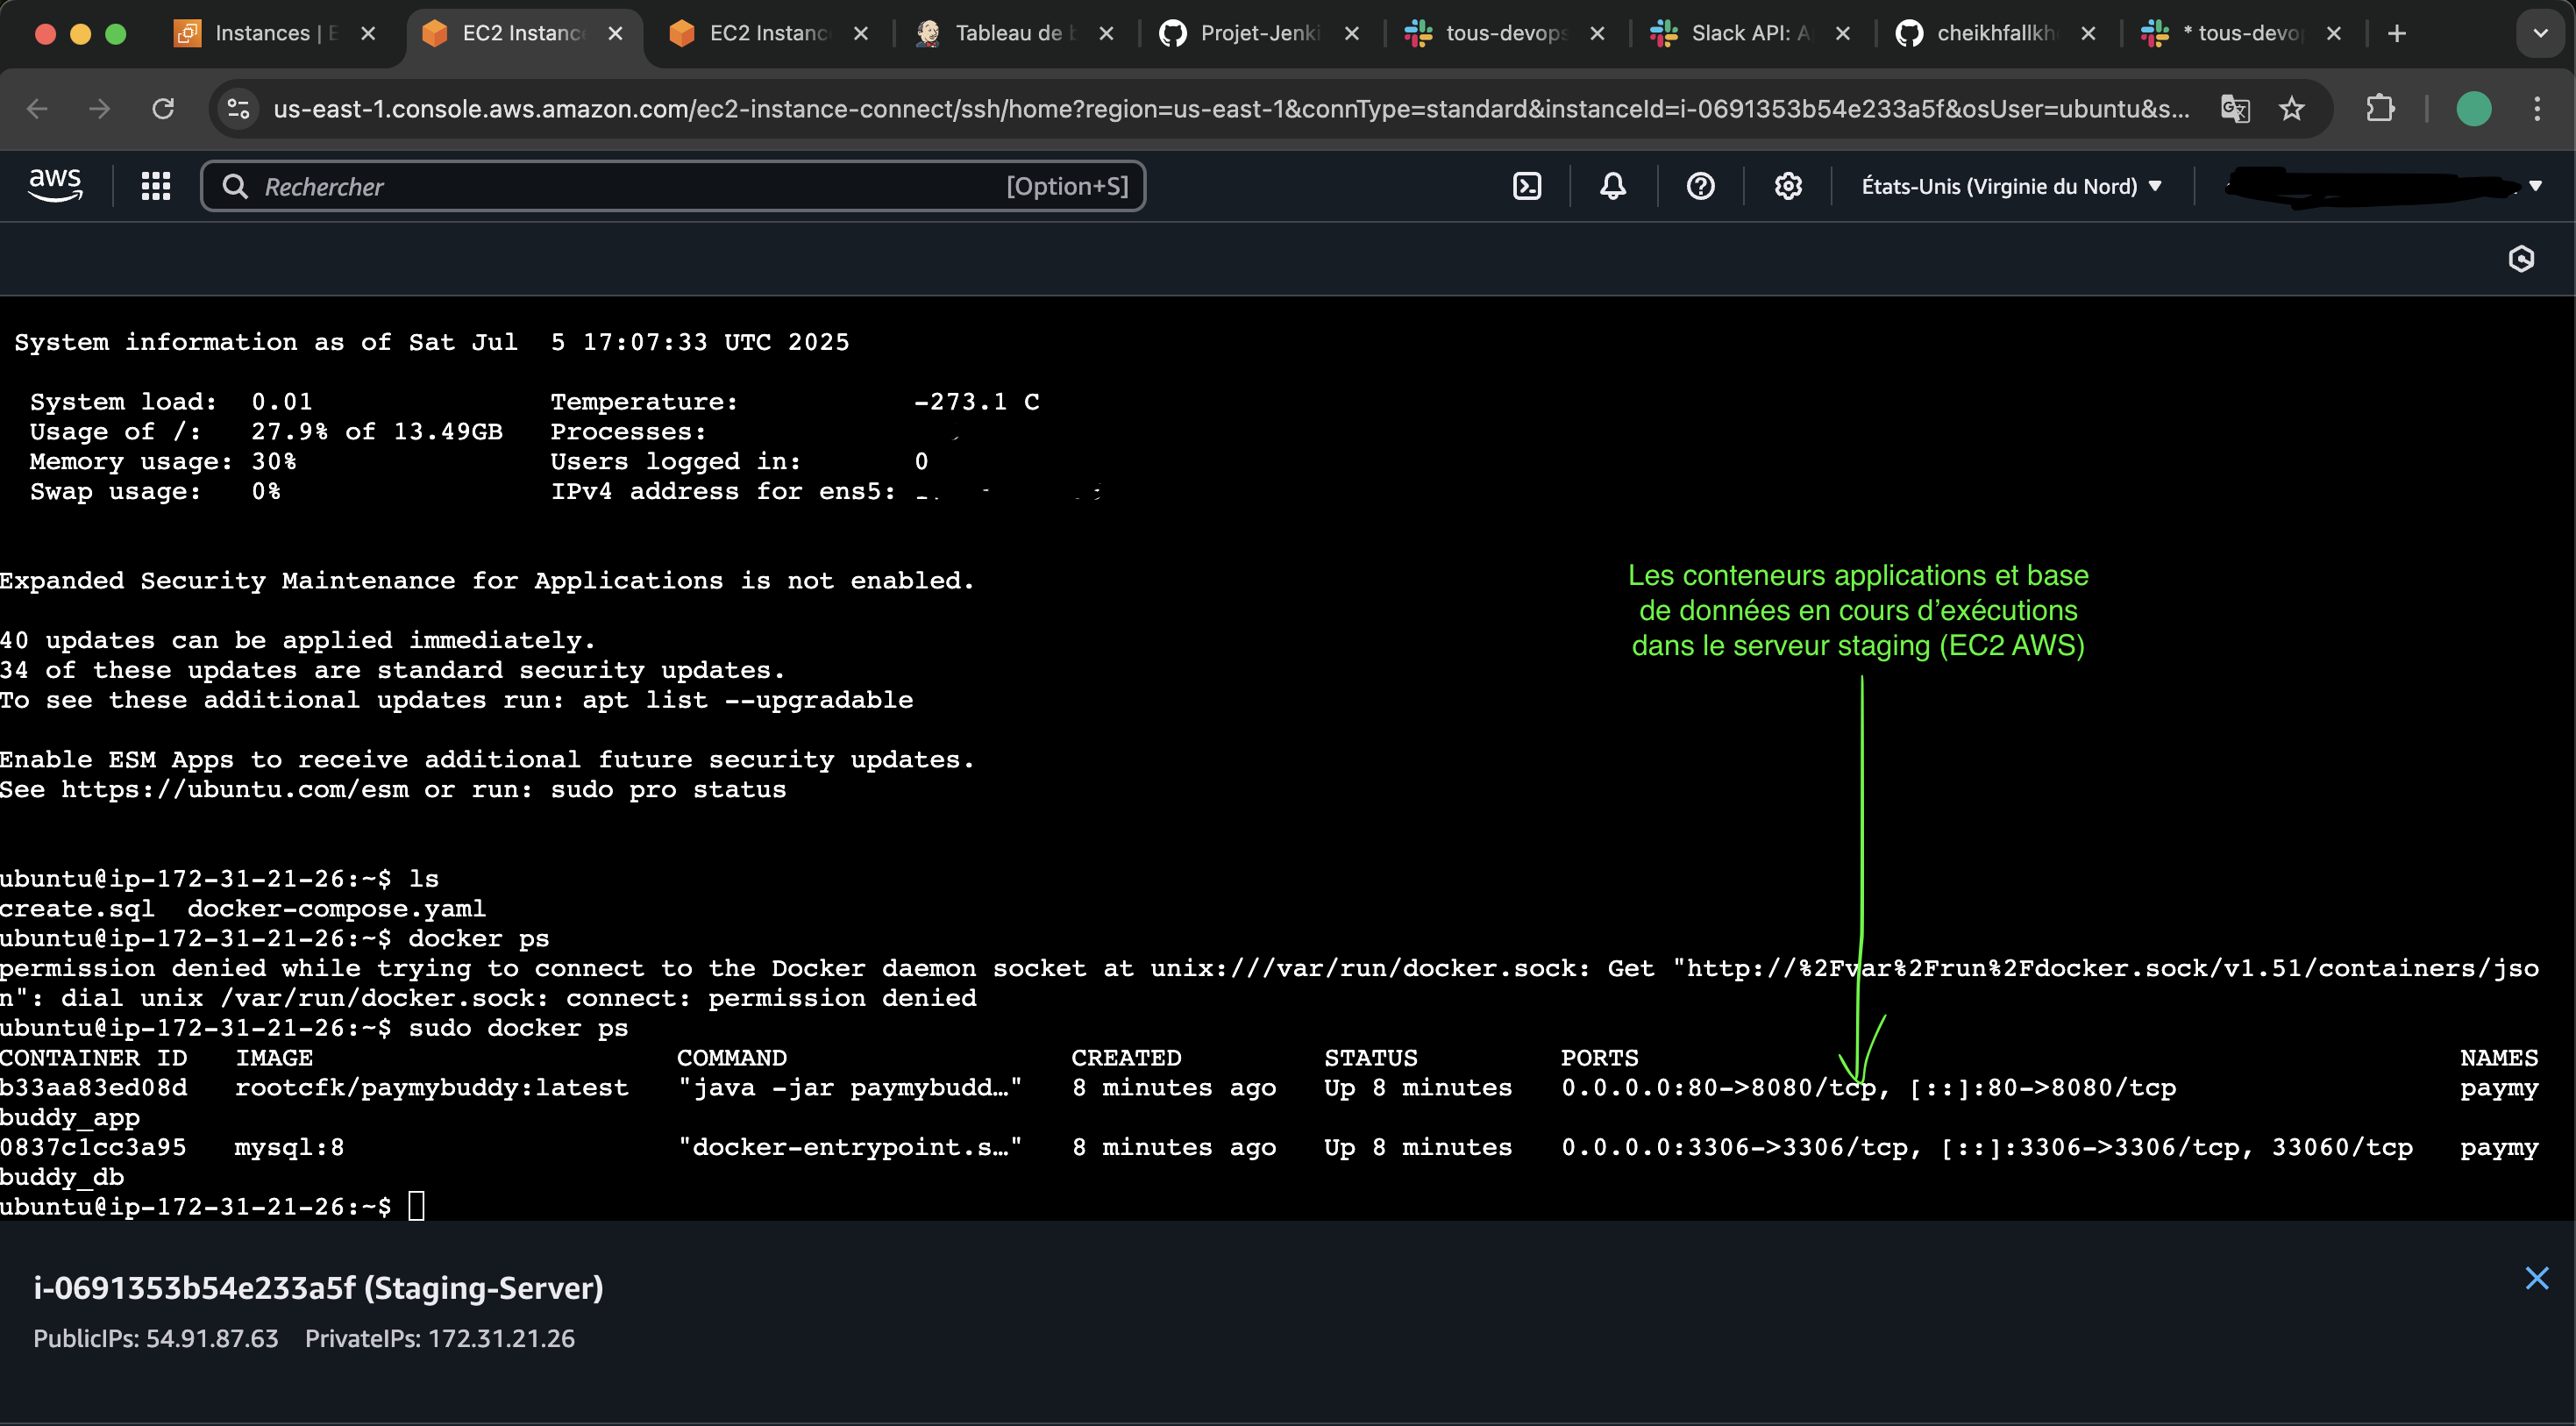 Instances | E
EC2 Instanc
EC2 Instanc
Tableau de b
Projet-Jenki
tous-devops
Slack API: A
cheikhfallkh
* tous-devop
us-east-1.console.aws.amazon.com/ec2-instance-connect/ssh/home?region=us-east-1&connType=standard&instanceId=i-0691353b54e233a5f&osUser=ubuntu&s...
aws
Rechercher
[Option+S]
États-Unis (Virginie du Nord)
System information as of Sat Jul  5 17:07:33 UTC 2025
System load:  0.01               Temperature:           -273.1 C
Usage of /:   27.9% of 13.49GB   Processes:
Memory usage: 30%                Users logged in:       0
Swap usage:   0%                 IPv4 address for ens5:
Expanded Security Maintenance for Applications is not enabled.
40 updates can be applied immediately.
34 of these updates are standard security updates.
To see these additional updates run: apt list --upgradable
Enable ESM Apps to receive additional future security updates.
See https://ubuntu.com/esm or run: sudo pro status
Les conteneurs applications et base
de données en cours d’exécutions
dans le serveur staging (EC2 AWS)
ubuntu@ip-172-31-21-26:~$ ls
create.sql  docker-compose.yaml
ubuntu@ip-172-31-21-26:~$ docker ps
permission denied while trying to connect to the Docker daemon socket at unix:///var/run/docker.sock: Get "http://%2Fvar%2Frun%2Fdocker.sock/v1.51/containers/jso
n": dial unix /var/run/docker.sock: connect: permission denied
ubuntu@ip-172-31-21-26:~$ sudo docker ps
CONTAINER ID   IMAGE                       COMMAND                  CREATED         STATUS         PORTS                                                    NAMES
b33aa83ed08d   rootcfk/paymybuddy:latest   "java -jar paymybudd…"   8 minutes ago   Up 8 minutes   0.0.0.0:80->8080/tcp, [::]:80->8080/tcp                  paymy
buddy_app
0837c1cc3a95   mysql:8                     "docker-entrypoint.s…"   8 minutes ago   Up 8 minutes   0.0.0.0:3306->3306/tcp, [::]:3306->3306/tcp, 33060/tcp   paymy
buddy_db
ubuntu@ip-172-31-21-26:~$
i-0691353b54e233a5f (Staging-Server)
PublicIPs: 54.91.87.63    PrivateIPs: 172.31.21.26